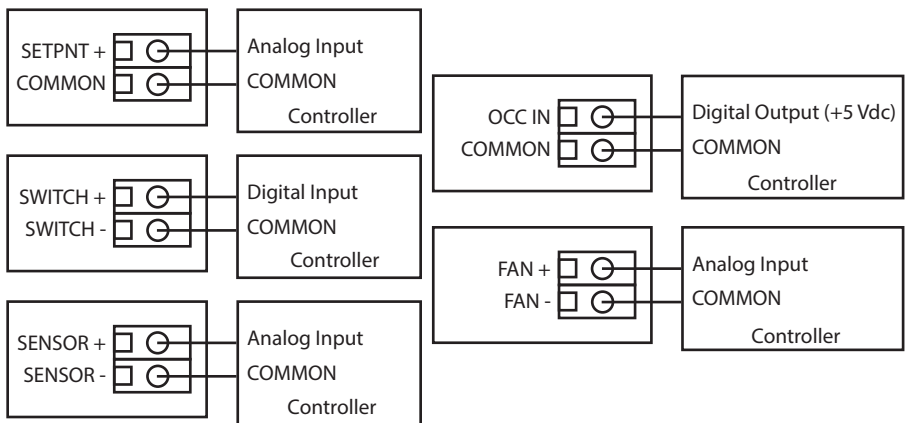 SETPNT +
COMMON
Analog Input
COMMON
Controller
SWITCH +
SWITCH -
Digital Input
COMMON
Controller
SENSOR +
SENSOR -
Analog Input
COMMON
Controller
OCC IN
COMMON
Digital Output (+5 Vdc)
COMMON
Controller
FAN +
FAN -
Analog Input
COMMON
Controller